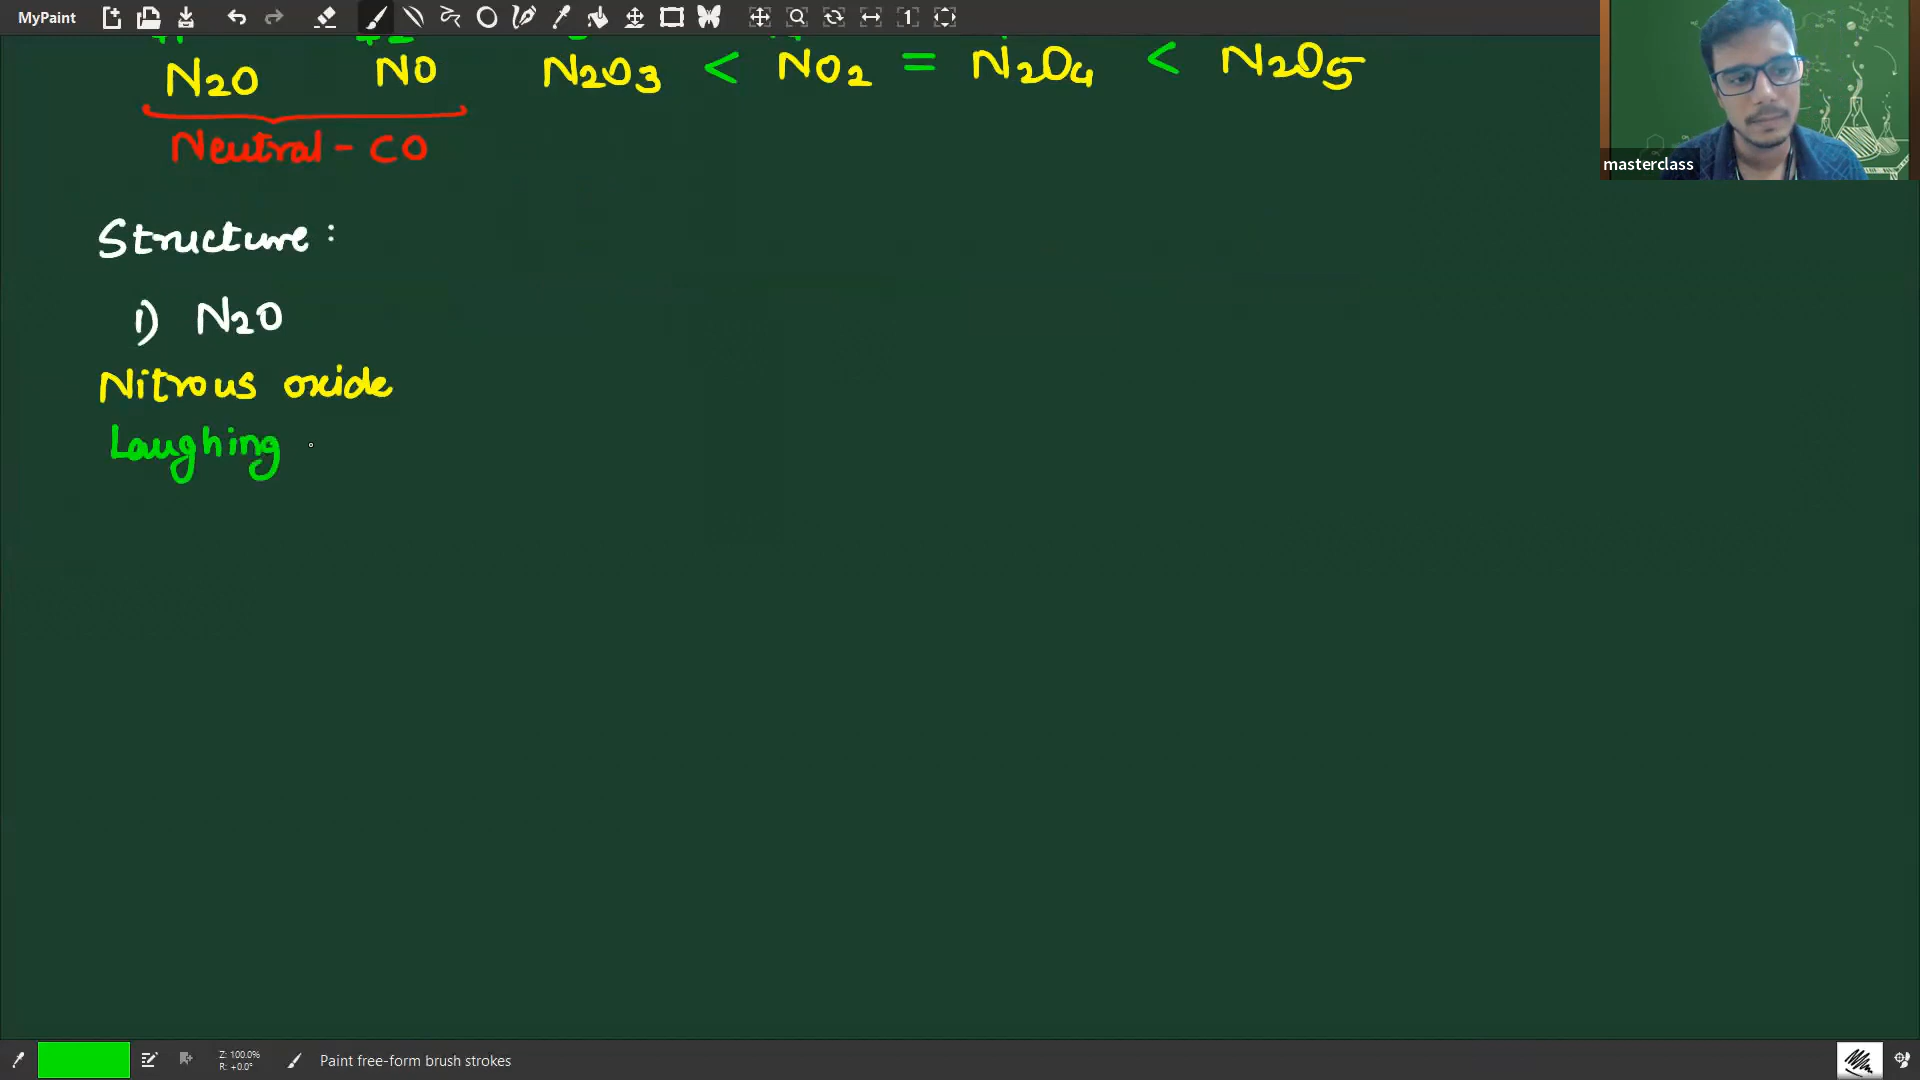 MyPaint
N2O NO N2O3 < NO2 = N2O4 < N2O5
Neutral - CO
masterclass
Structure :
1) N2O
Nitrous oxide
Laughing
Z: 100.0%
R: +0.0°
Paint free-form brush strokes